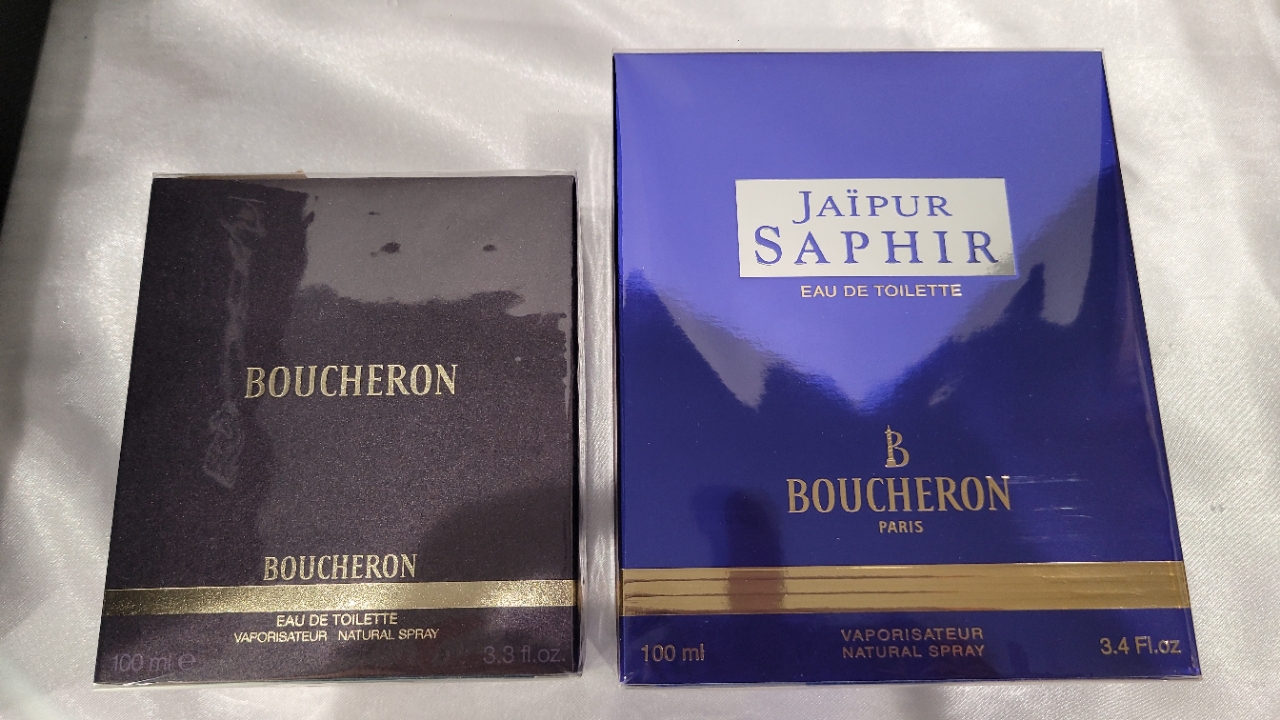 BOUCHERON
BOUCHERON
EAU DE TOILETTE
VAPORISATEUR NATURAL SPRAY
100 ml e
3.3 fl.oz.
JAÏPUR
SAPHIR
EAU DE TOILETTE
B
BOUCHERON
PARIS
VAPORISATEUR
NATURAL SPRAY
100 ml
3.4 Fl.oz